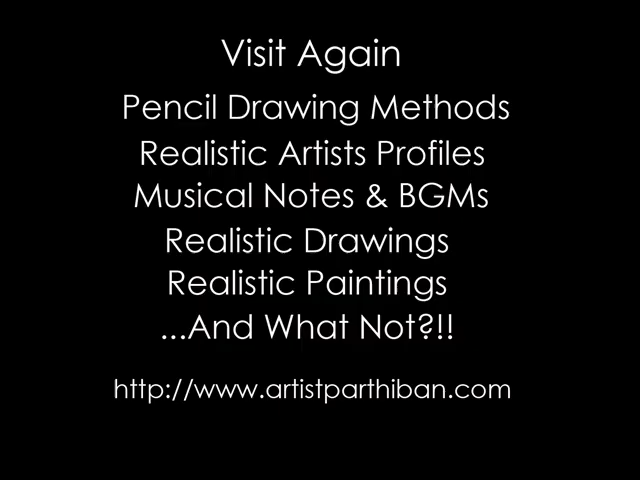 Visit Again
Pencil Drawing Methods
Realistic Artists Profiles
Musical Notes & BGMs
Realistic Drawings
Realistic Paintings
...And What Not?!!
http://www.artistparthiban.com